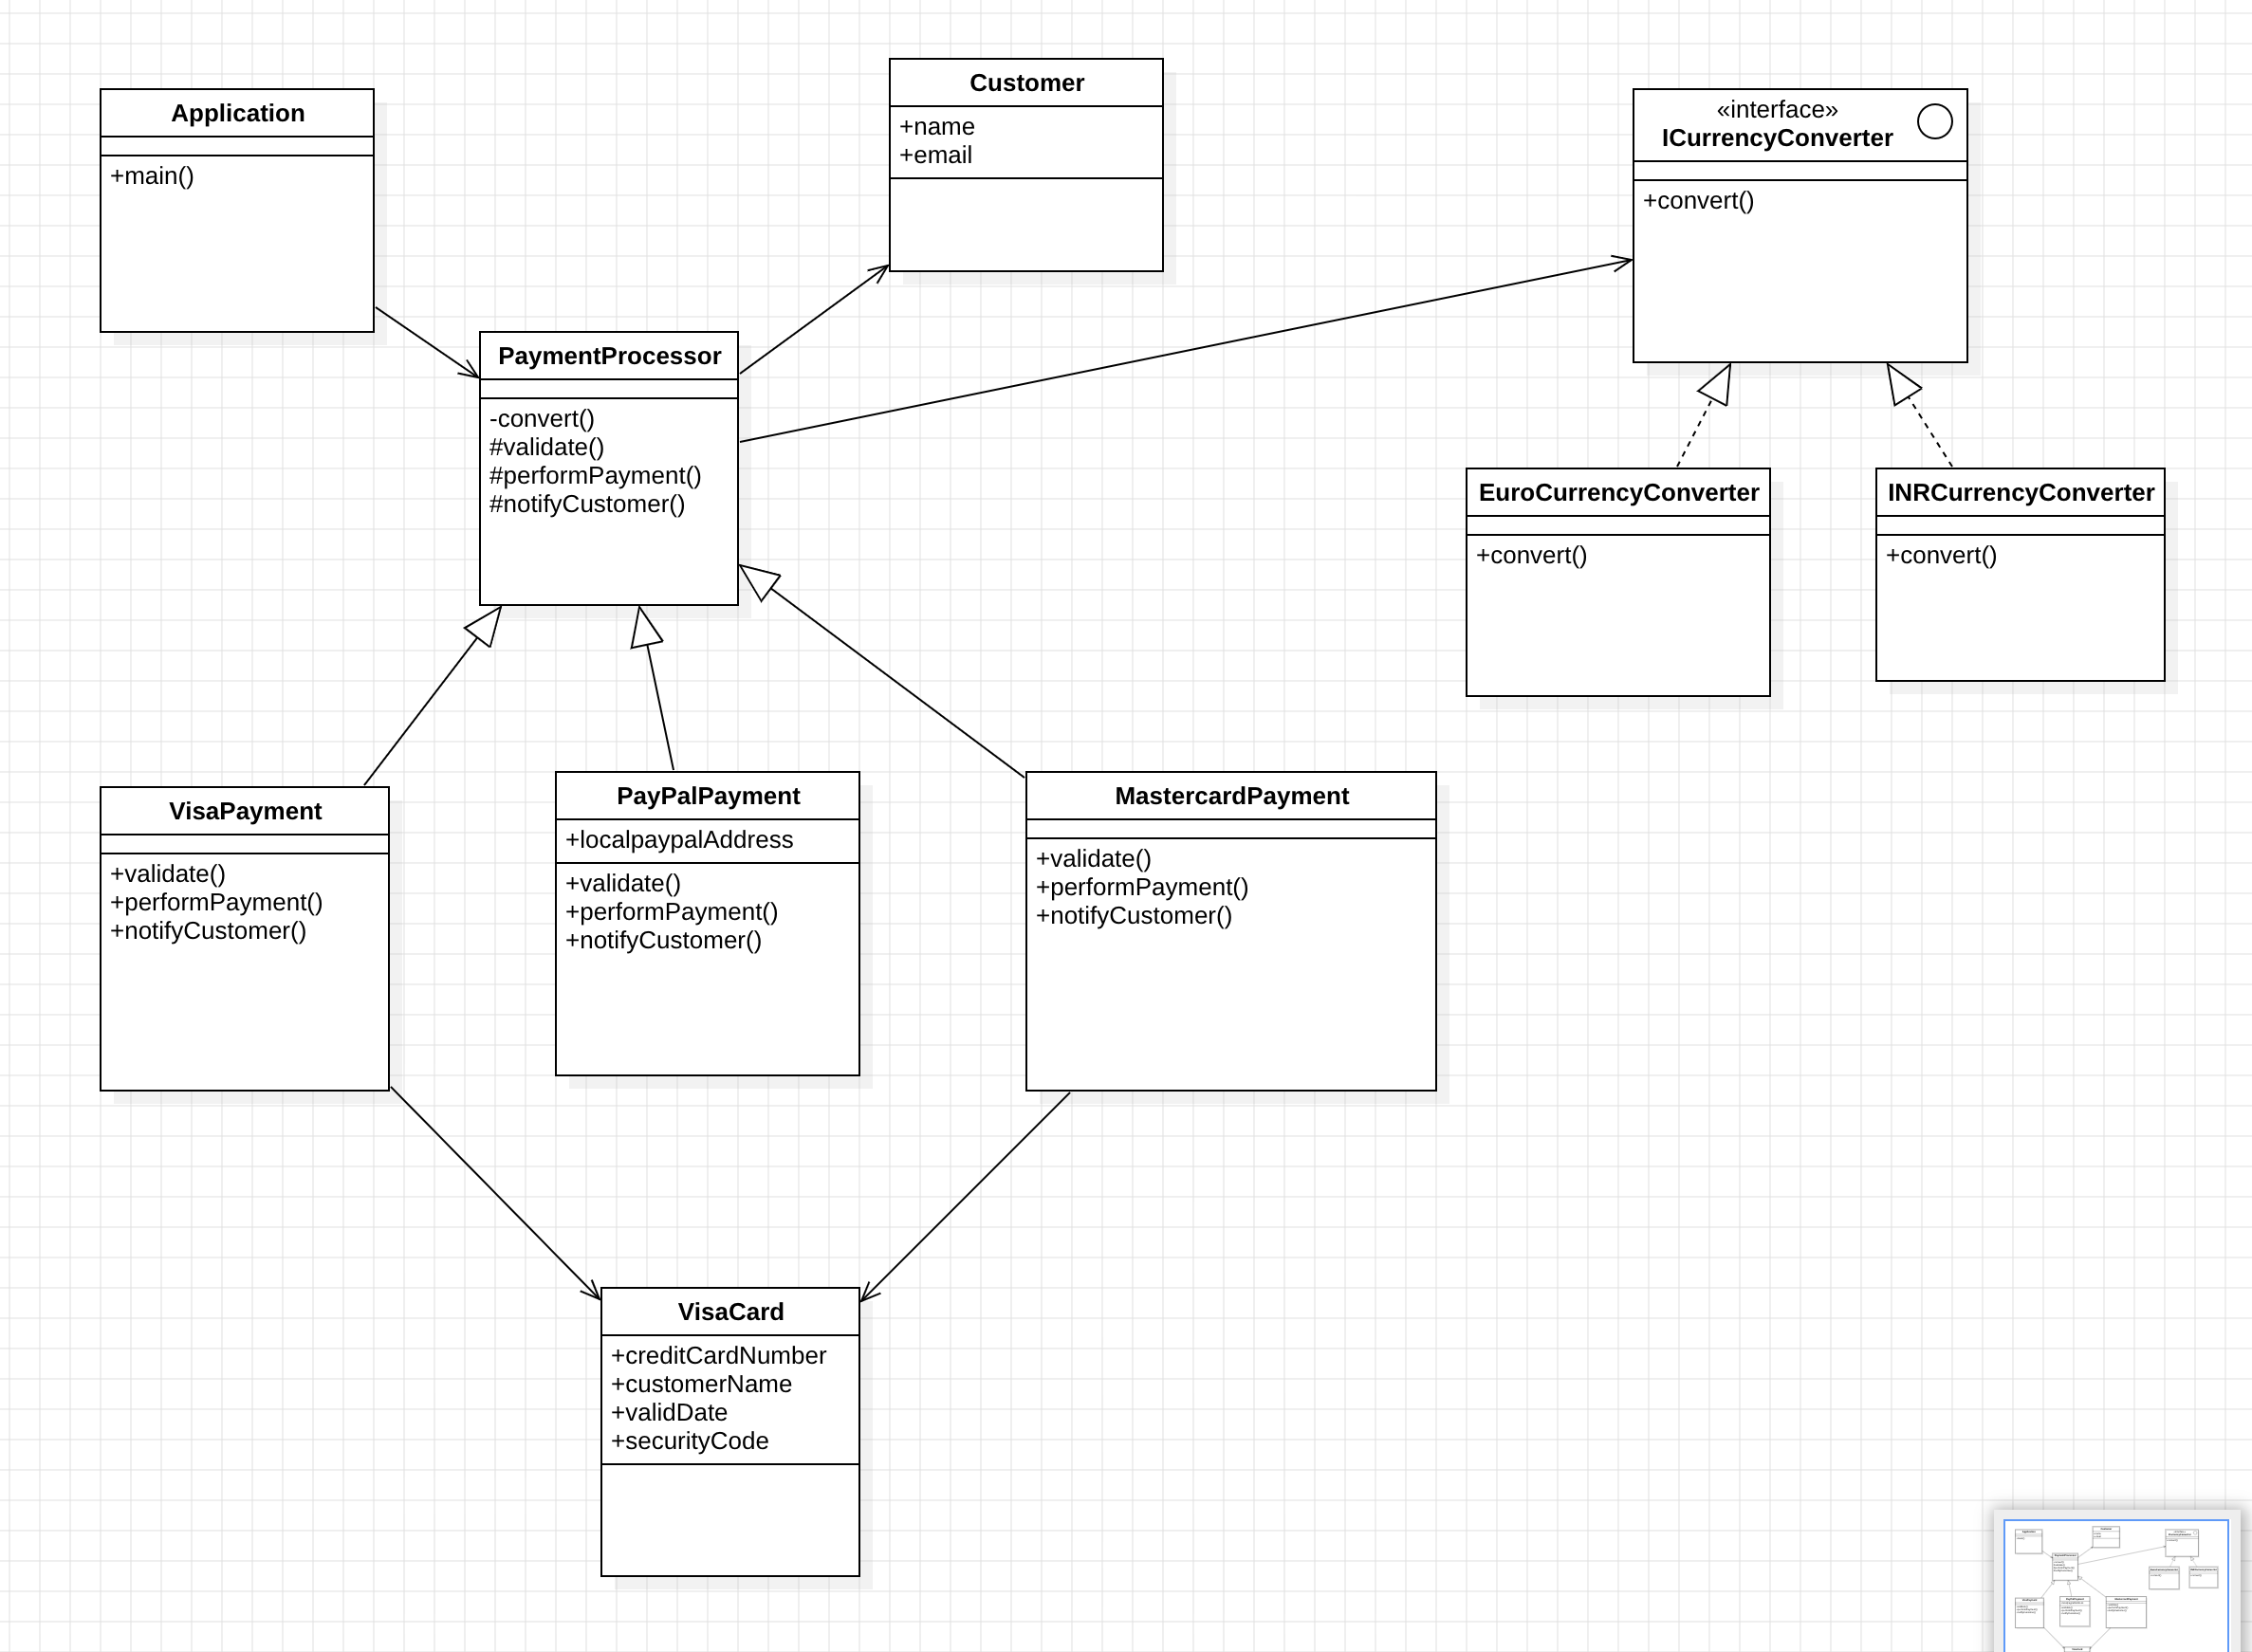 Application
+main()
Customer
+name
+email
«interface»
ICurrencyConverter
+convert()
PaymentProcessor
-convert()
#validate()
#performPayment()
#notifyCustomer()
EuroCurrencyConverter
+convert()
INRCurrencyConverter
+convert()
VisaPayment
+validate()
+performPayment()
+notifyCustomer()
PayPalPayment
+localpaypalAddress
+validate()
+performPayment()
+notifyCustomer()
MastercardPayment
+validate()
+performPayment()
+notifyCustomer()
VisaCard
+creditCardNumber
+customerName
+validDate
+securityCode